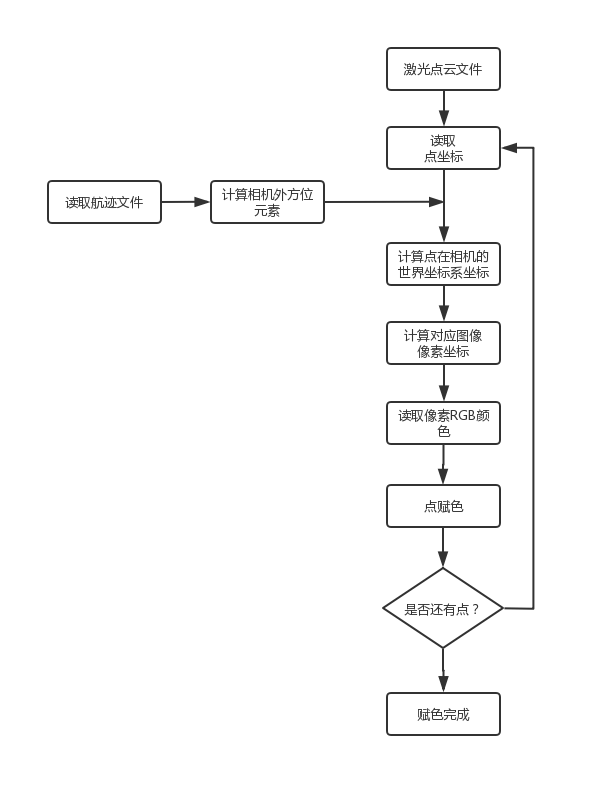 激光点云文件
读取
点坐标
读取航迹文件
计算相机外方位
元素
计算点在相机的
世界坐标系坐标
计算对应图像
像素坐标
读取像素RGB颜
色
点赋色
是否还有点？
赋色完成